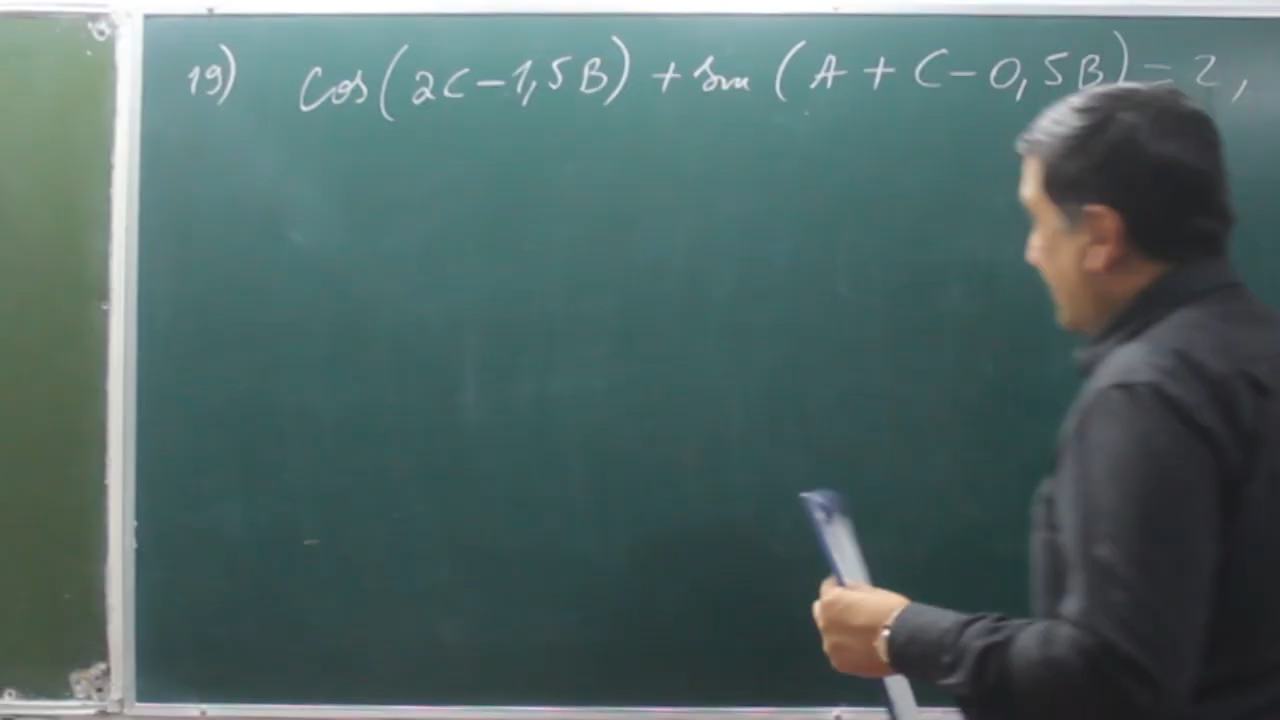 19) cos(2C-1,5B) + sin (A + C - 0,5B) = 2,